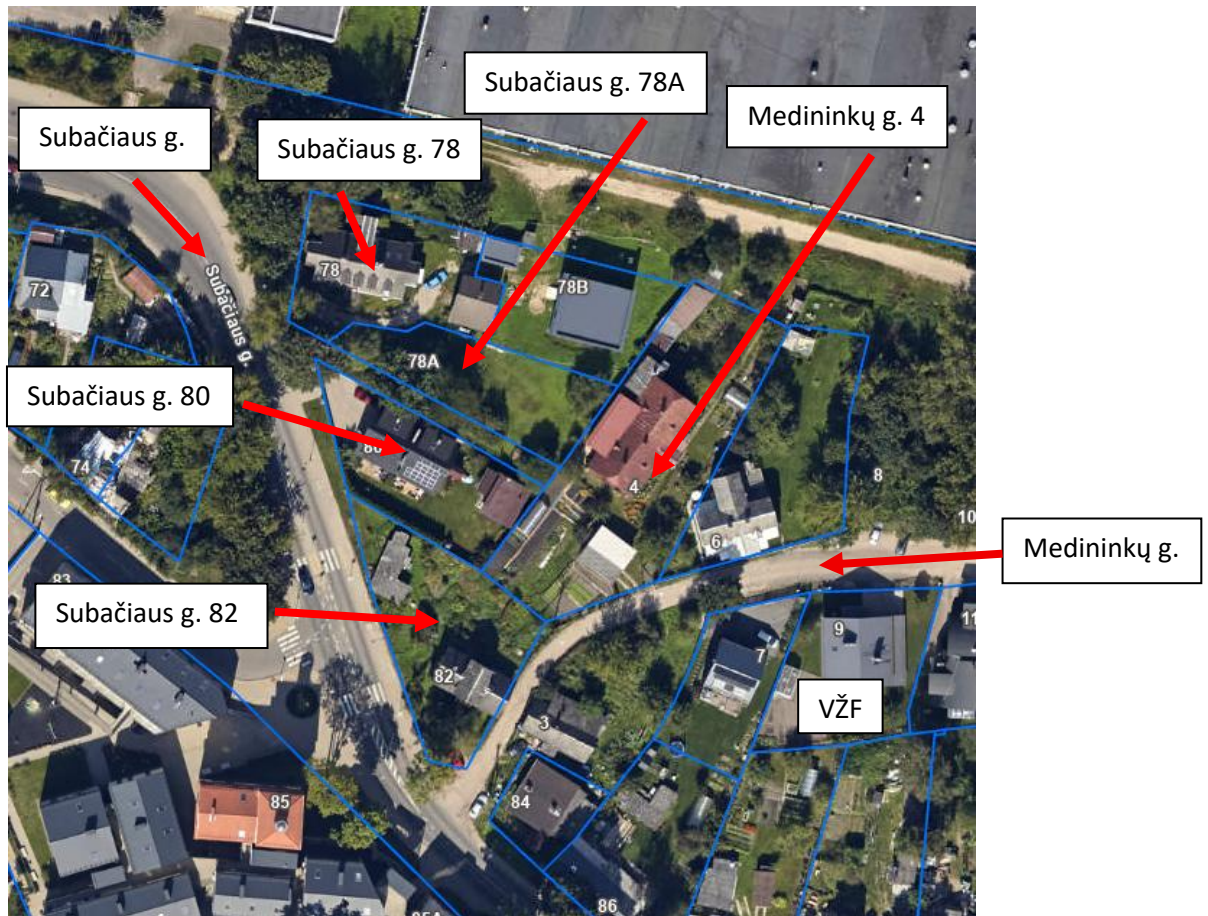 Subačiaus g. 78A
Medininkų g. 4
Subačiaus g.
Subačiaus g. 78
78
78B
72
Subačiaus g.
78A
Subačiaus g. 80
80
74
4
8
6
10
Medininkų g.
83
Subačiaus g. 82
9
11
7
82
VŽF
3
84
85
86
85A